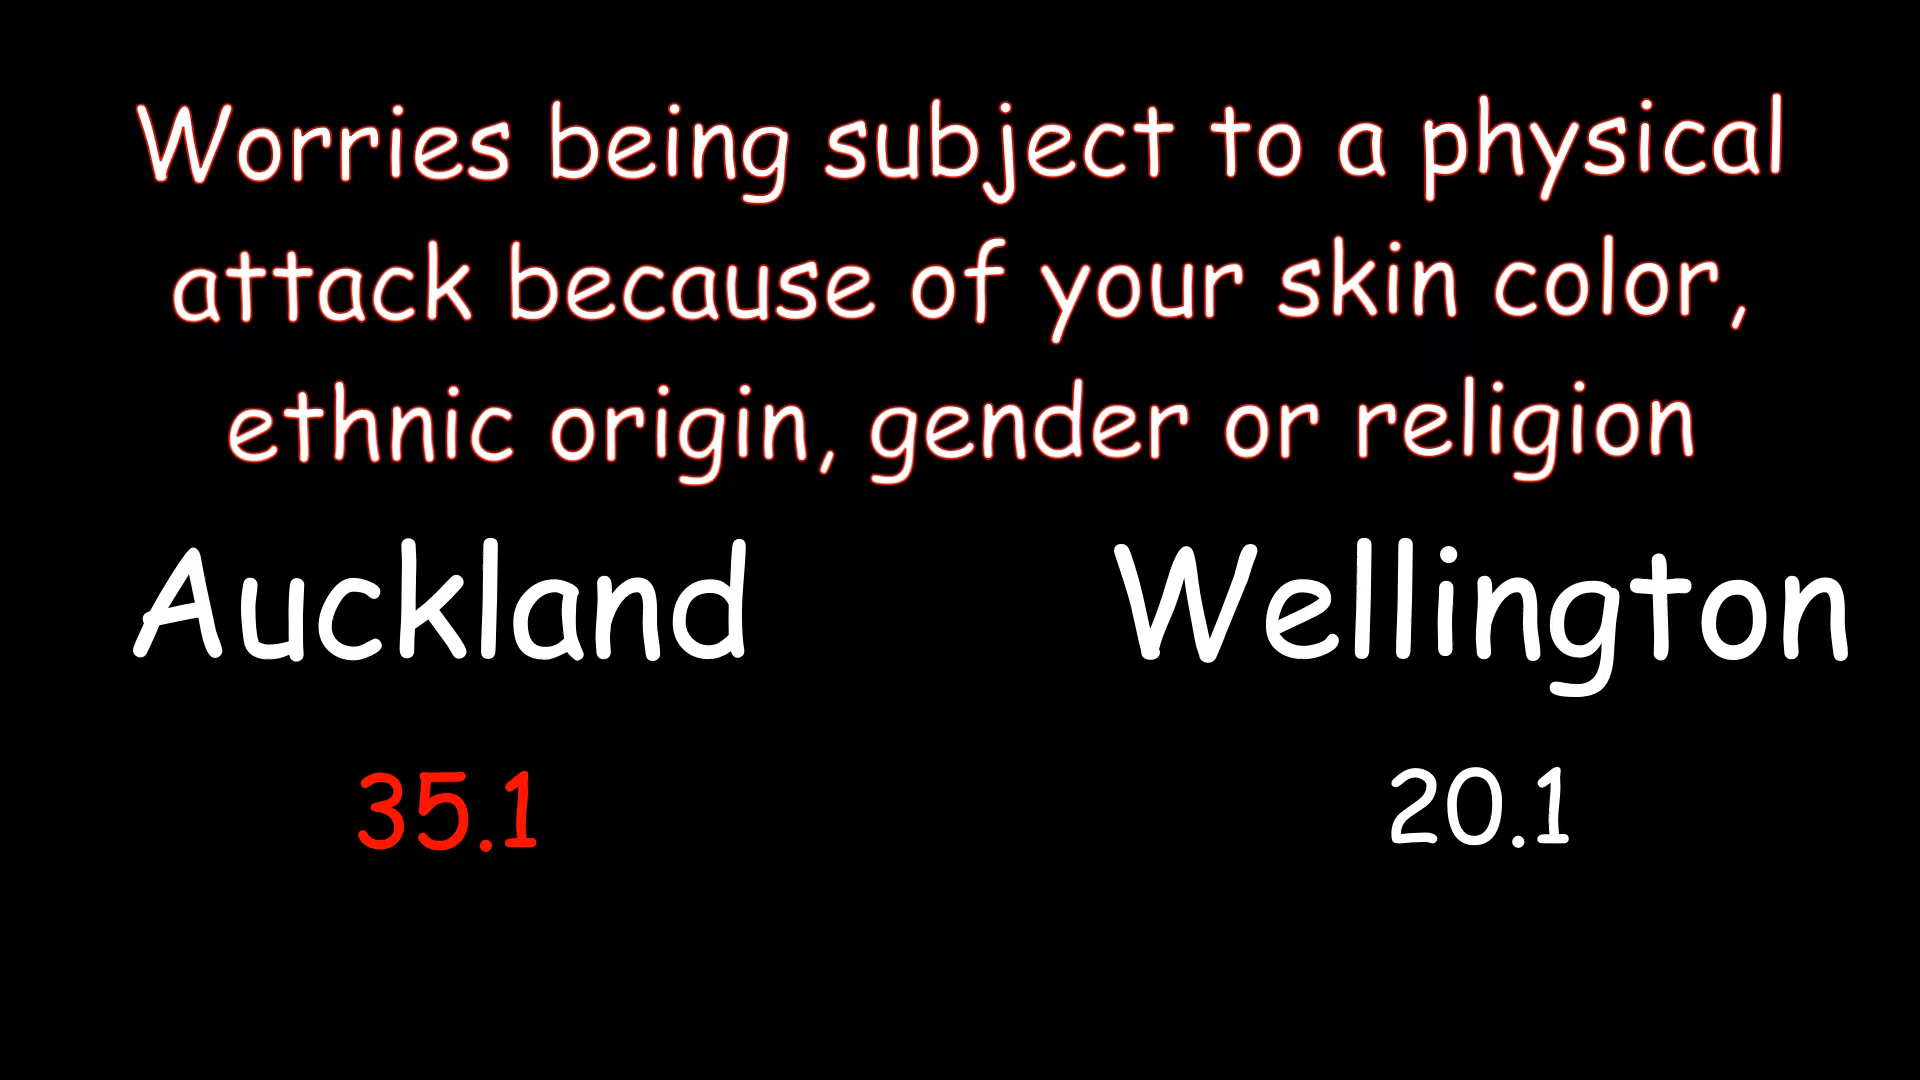 Worries being subject to a physical
attack because of your skin color,
ethnic origin, gender or religion
Auckland Wellington
35.1 20.1